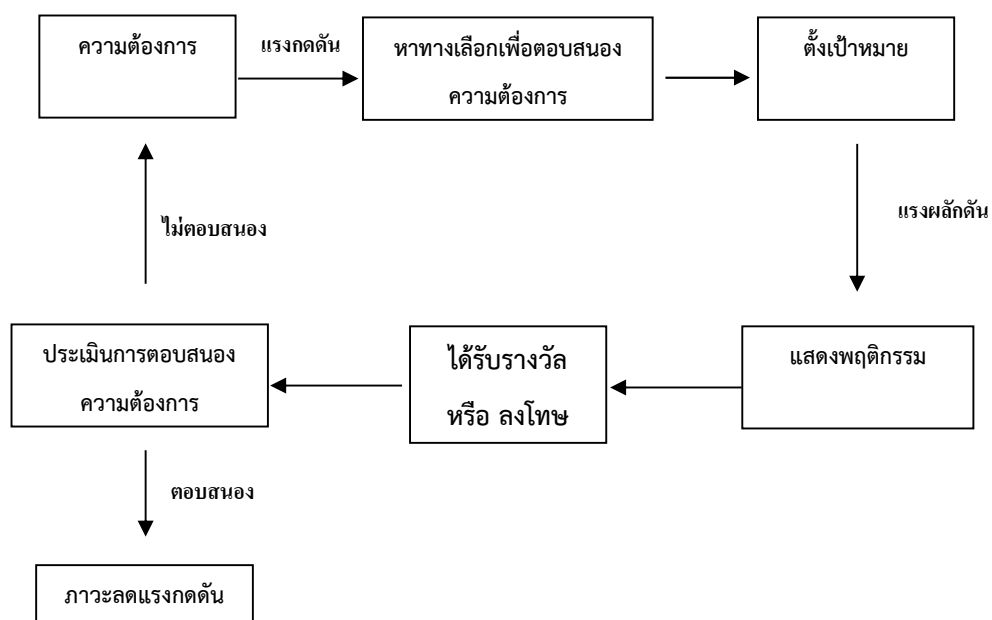 ความต้องการ
แรงกดดัน
หาทางเลือกเพื่อตอบสนอง
ความต้องการ
ตั้งเป้าหมาย
แรงผลักดัน
ไม่ตอบสนอง
ประเมินการตอบสนอง
ความต้องการ
ได้รับรางวัล
หรือ ลงโทษ
แสดงพฤติกรรม
ตอบสนอง
ภาวะลดแรงกดดัน